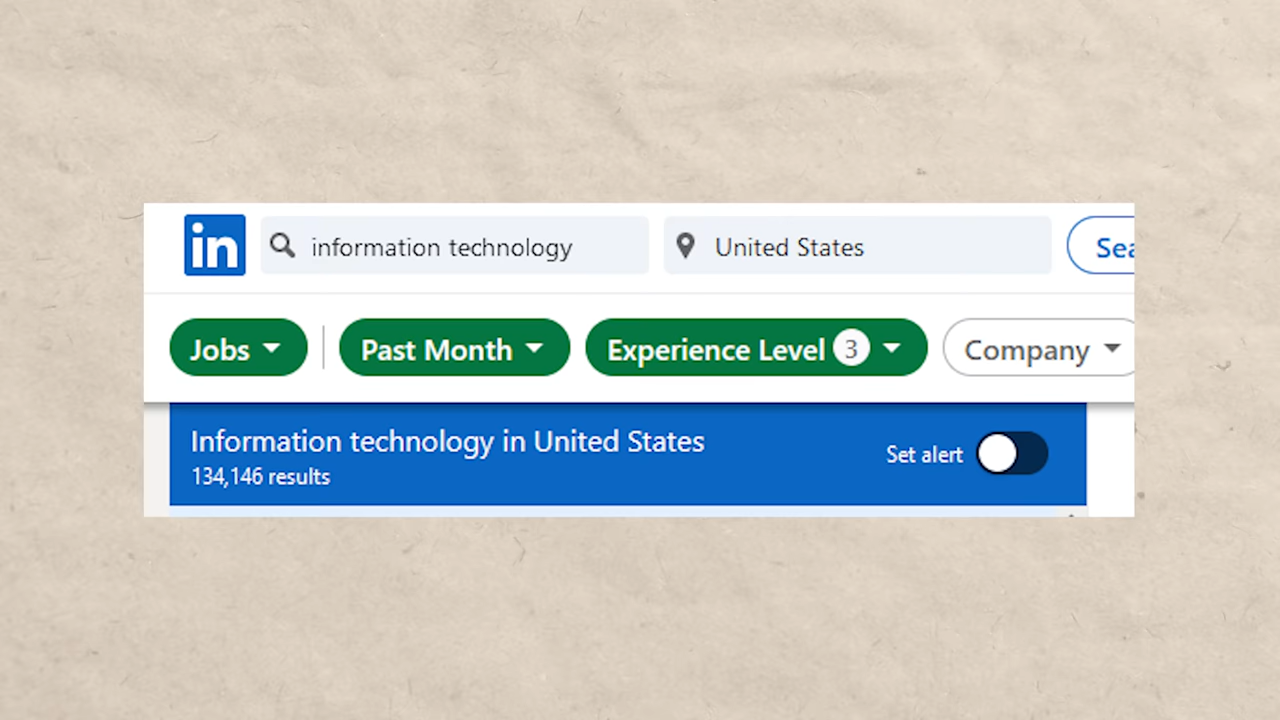 in information technology United States Sea
Jobs Past Month Experience Level 3 Company
Information technology in United States
134,146 results
Set alert